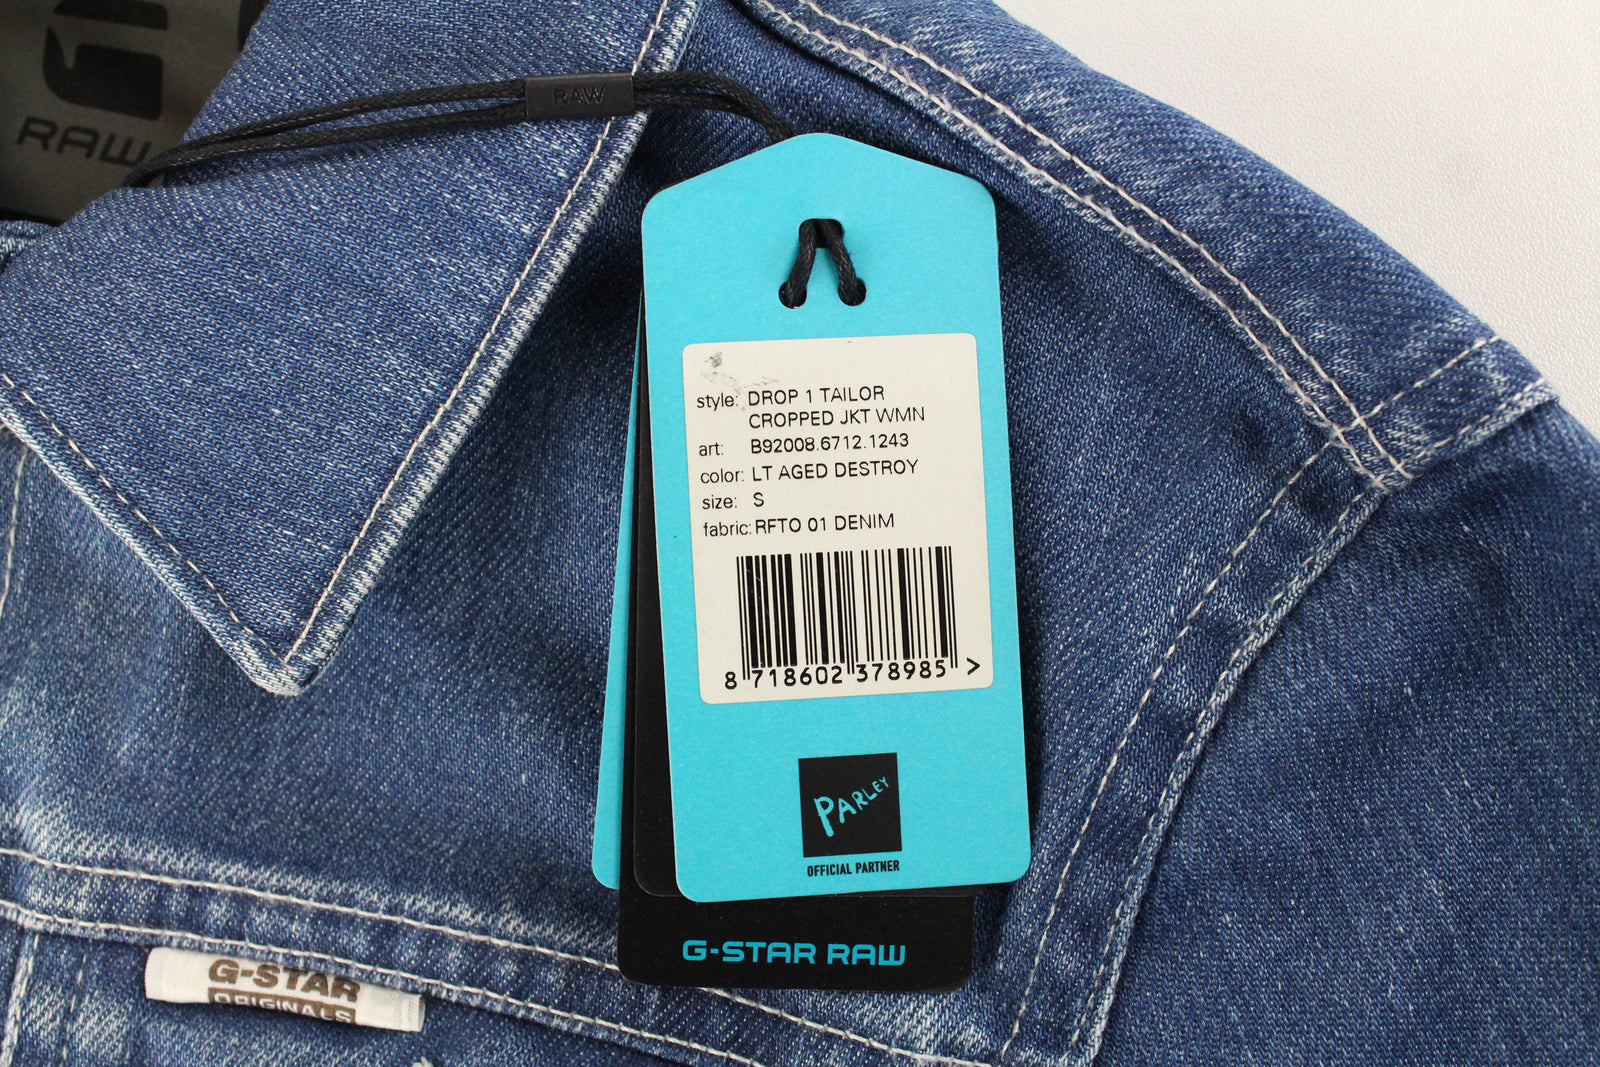 RAW
RAW
style: DROP 1 TAILOR
CROPPED JKT WMN
art: B92008.6712.1243
color: LT AGED DESTROY
size: S
fabric: RFTO 01 DENIM
8 718602 378985 >
PARLEY
OFFICIAL PARTNER
G-STAR RAW
G-STAR
ORIGINALS